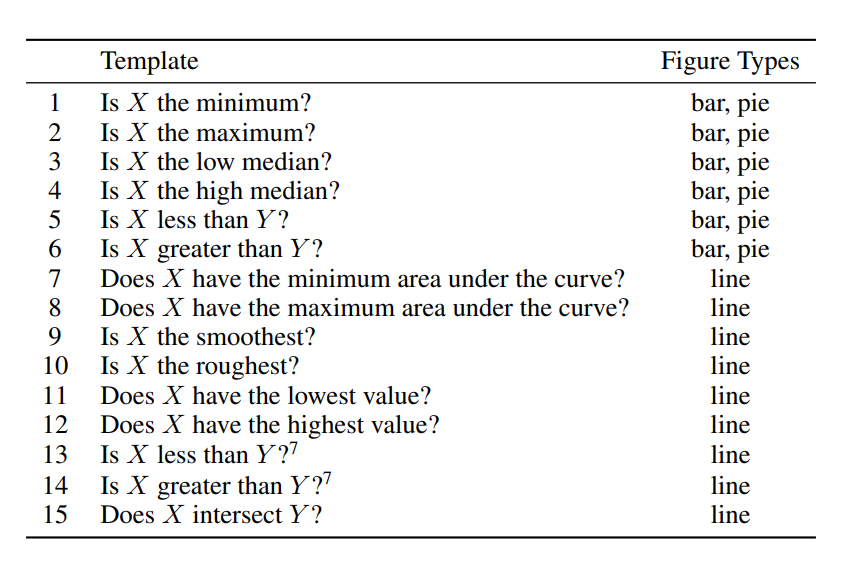 Template Figure Types
1 Is X the minimum? bar, pie
2 Is X the maximum? bar, pie
3 Is X the low median? bar, pie
4 Is X the high median? bar, pie
5 Is X less than Y? bar, pie
6 Is X greater than Y? bar, pie
7 Does X have the minimum area under the curve? line
8 Does X have the maximum area under the curve? line
9 Is X the smoothest? line
10 Is X the roughest? line
11 Does X have the lowest value? line
12 Does X have the highest value? line
13 Is X less than Y?⁷ line
14 Is X greater than Y?⁷ line
15 Does X intersect Y? line